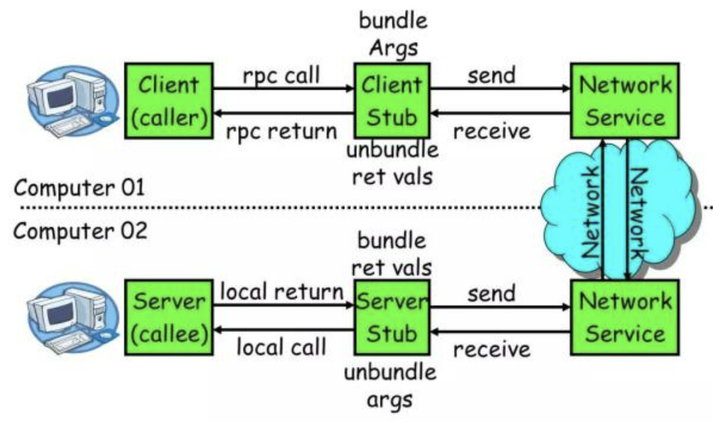 bundle
Args
Client
(caller)
rpc call
rpc return
Client
Stub
send
receive
Network
Service
unbundle
ret vals
Computer 01
Network
Network
Computer 02
bundle
ret vals
Server
(callee)
local return
local call
Server
Stub
send
receive
Network
Service
unbundle
args